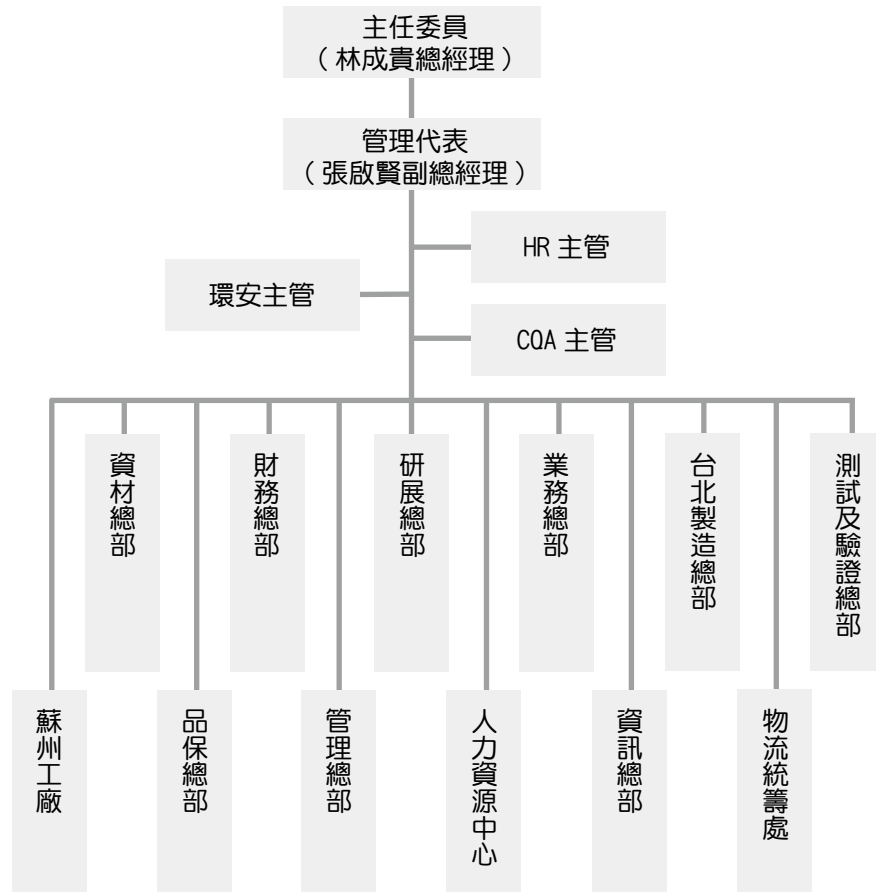 主任委員
（林成貴總經理）
管理代表
（張啟賢副總經理）
HR 主管
環安主管
CQA 主管
資材總部
財務總部
研展總部
業務總部
台北製造總部
測試及驗證總部
蘇州工廠
品保總部
管理總部
人力資源中心
資訊總部
物流統籌處